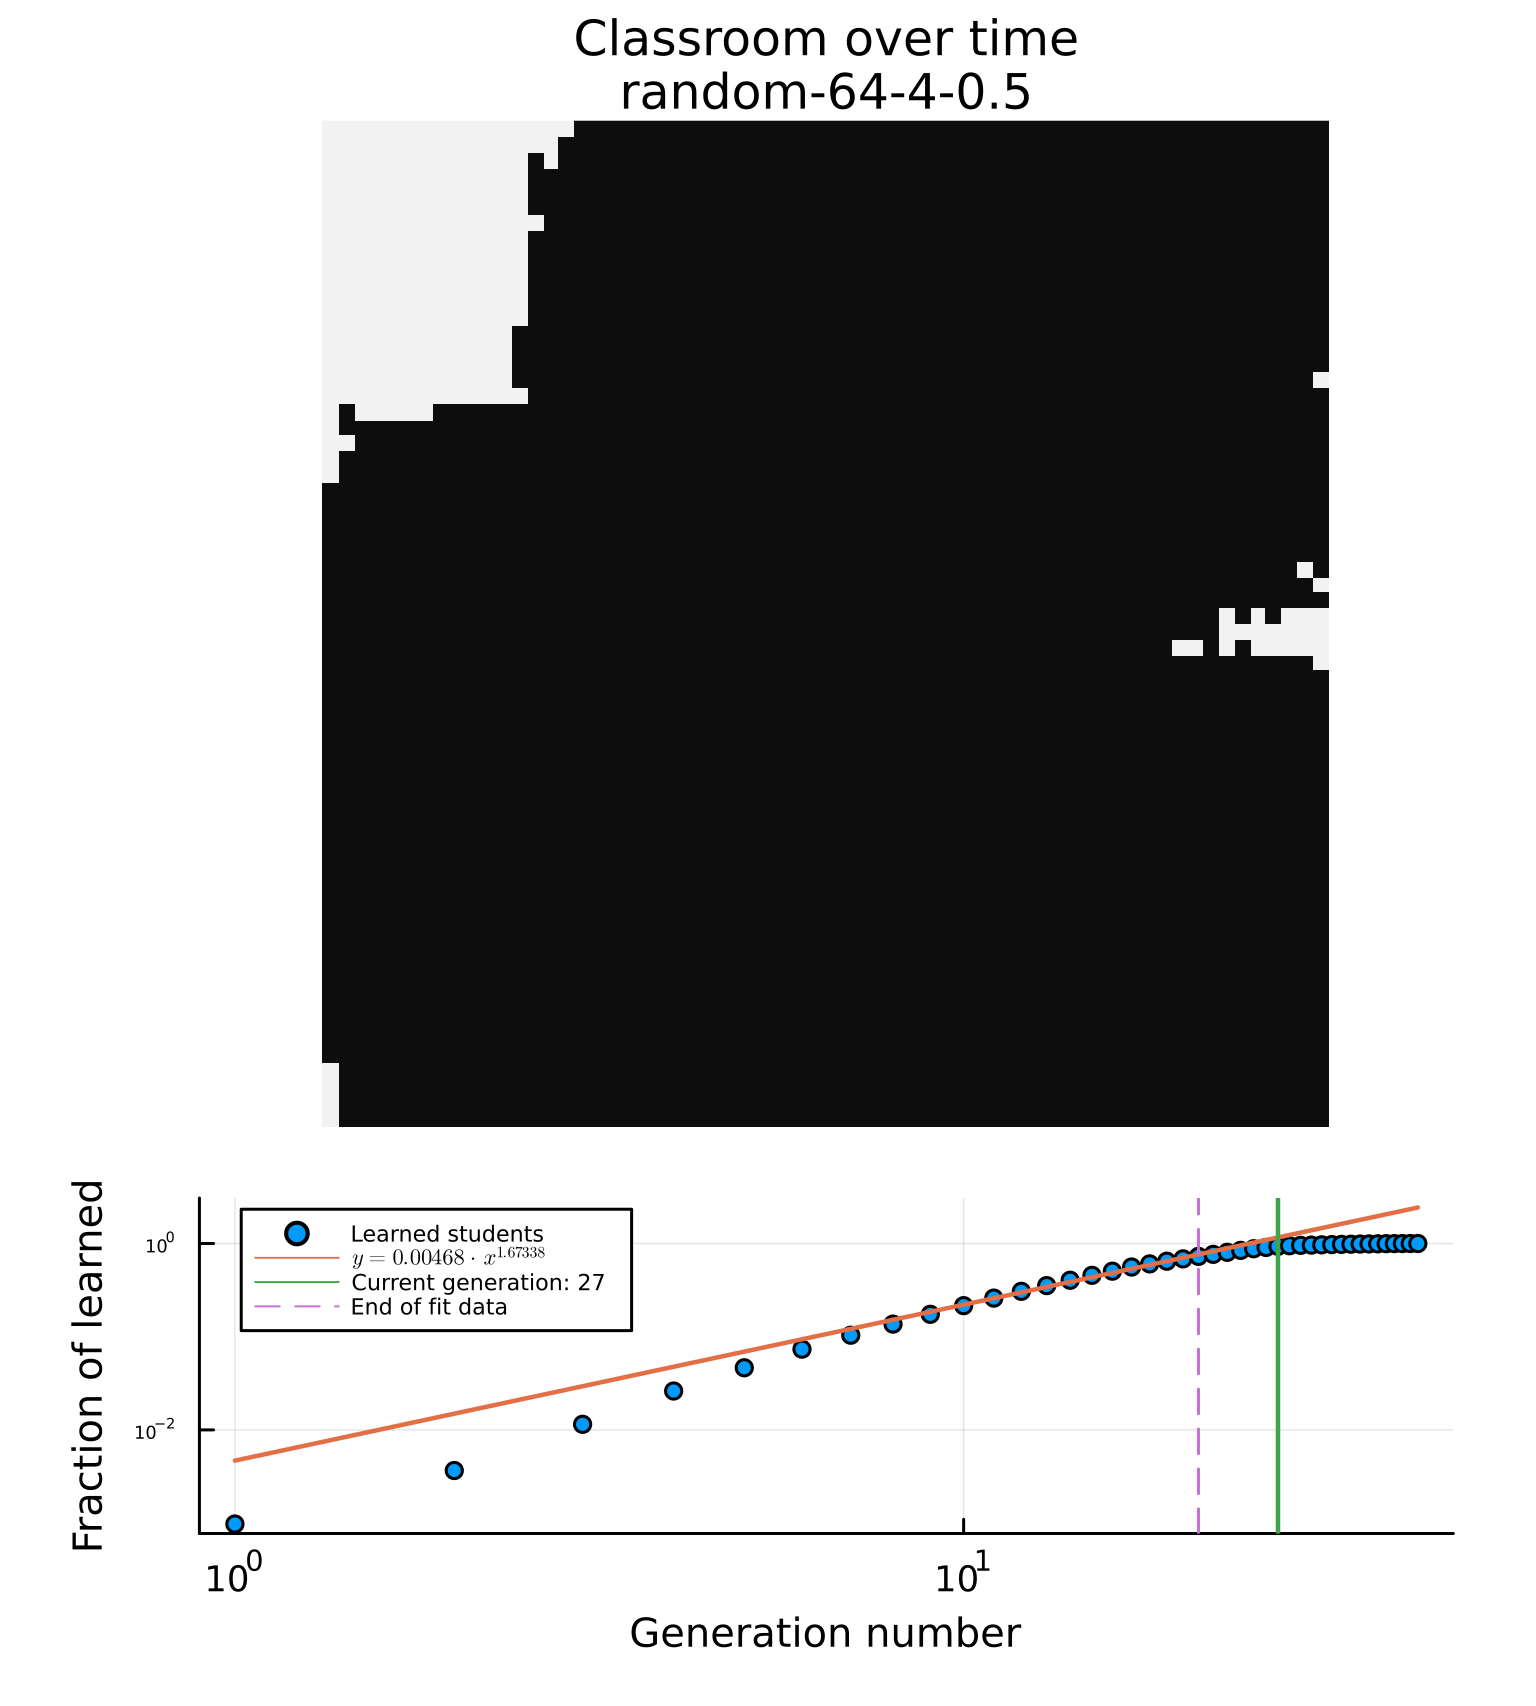 Classroom over time
random-64-4-0.5
Fraction of learned
10⁰
10⁻²
Learned students
y = 0.00468 · x^1.67338
Current generation: 27
End of fit data
10⁰
10¹
Generation number